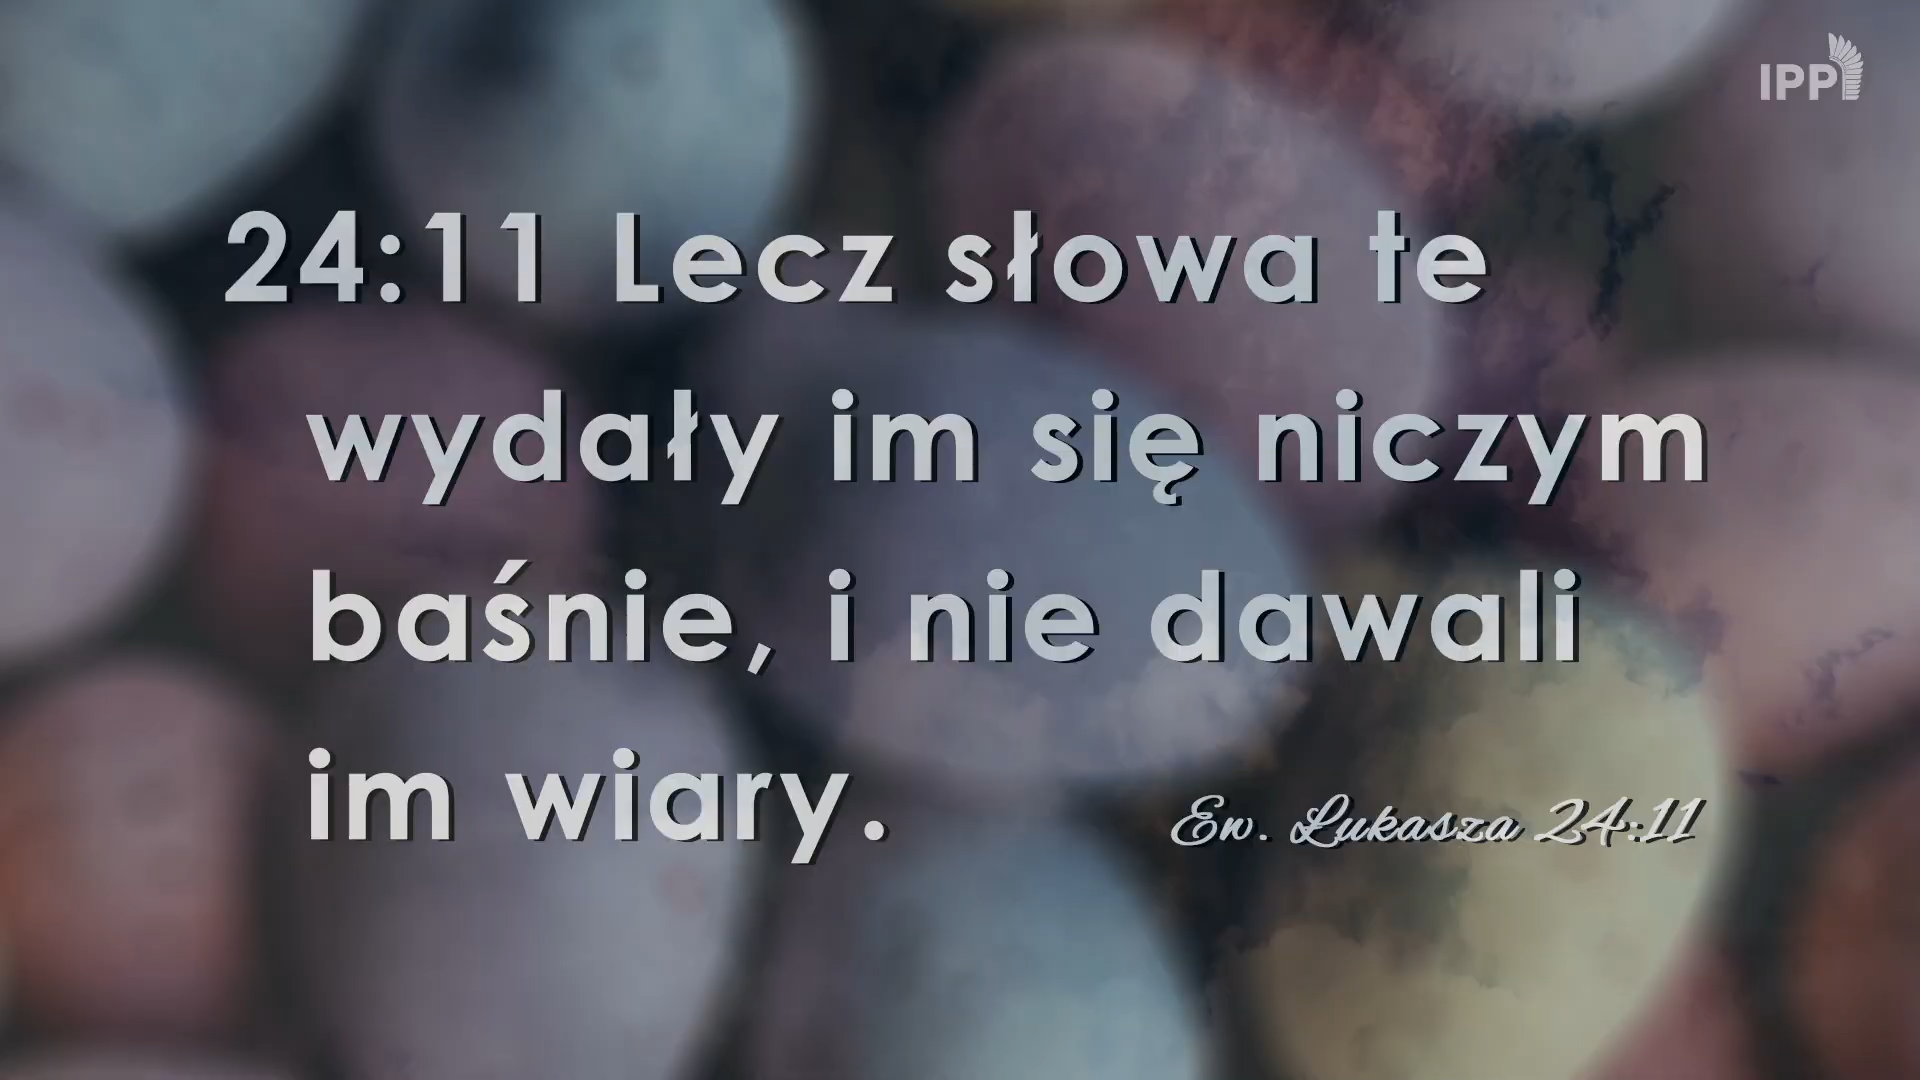 IPP
24:11 Lecz słowa te
wydały im się niczym
baśnie, i nie dawali
im wiary.
Ew. Łukasza 24:11